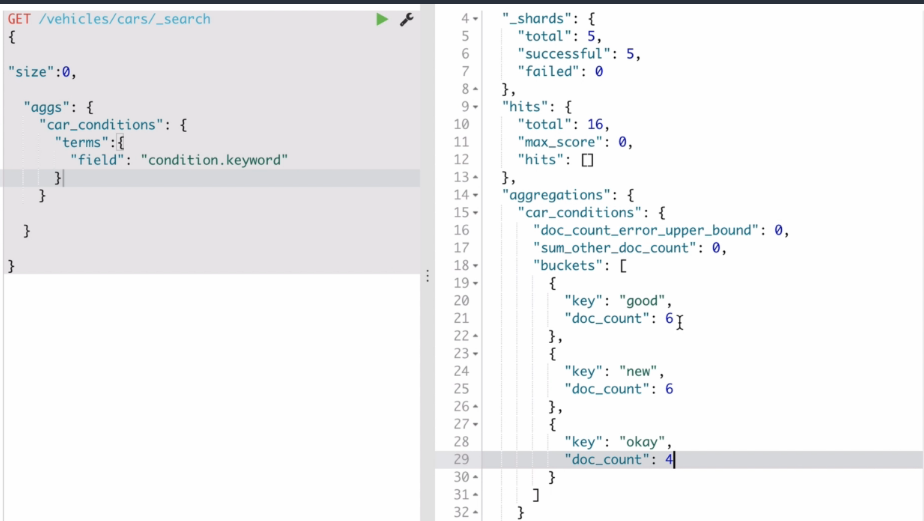 GET /vehicles/cars/_search
{
"size":0,
"aggs": {
"car_conditions": {
"terms":{
"field": "condition.keyword"
}
}
}
}
4 "_shards": {
5 "total": 5,
6 "successful": 5,
7 "failed": 0
8 },
9 "hits": {
10 "total": 16,
11 "max_score": 0,
12 "hits": []
13 },
14 "aggregations": {
15 "car_conditions": {
16 "doc_count_error_upper_bound": 0,
17 "sum_other_doc_count": 0,
18 "buckets": [
19 {
20 "key": "good",
21 "doc_count": 6
22 },
23 {
24 "key": "new",
25 "doc_count": 6
26 },
27 {
28 "key": "okay",
29 "doc_count": 4
30 }
31 ]
32 }